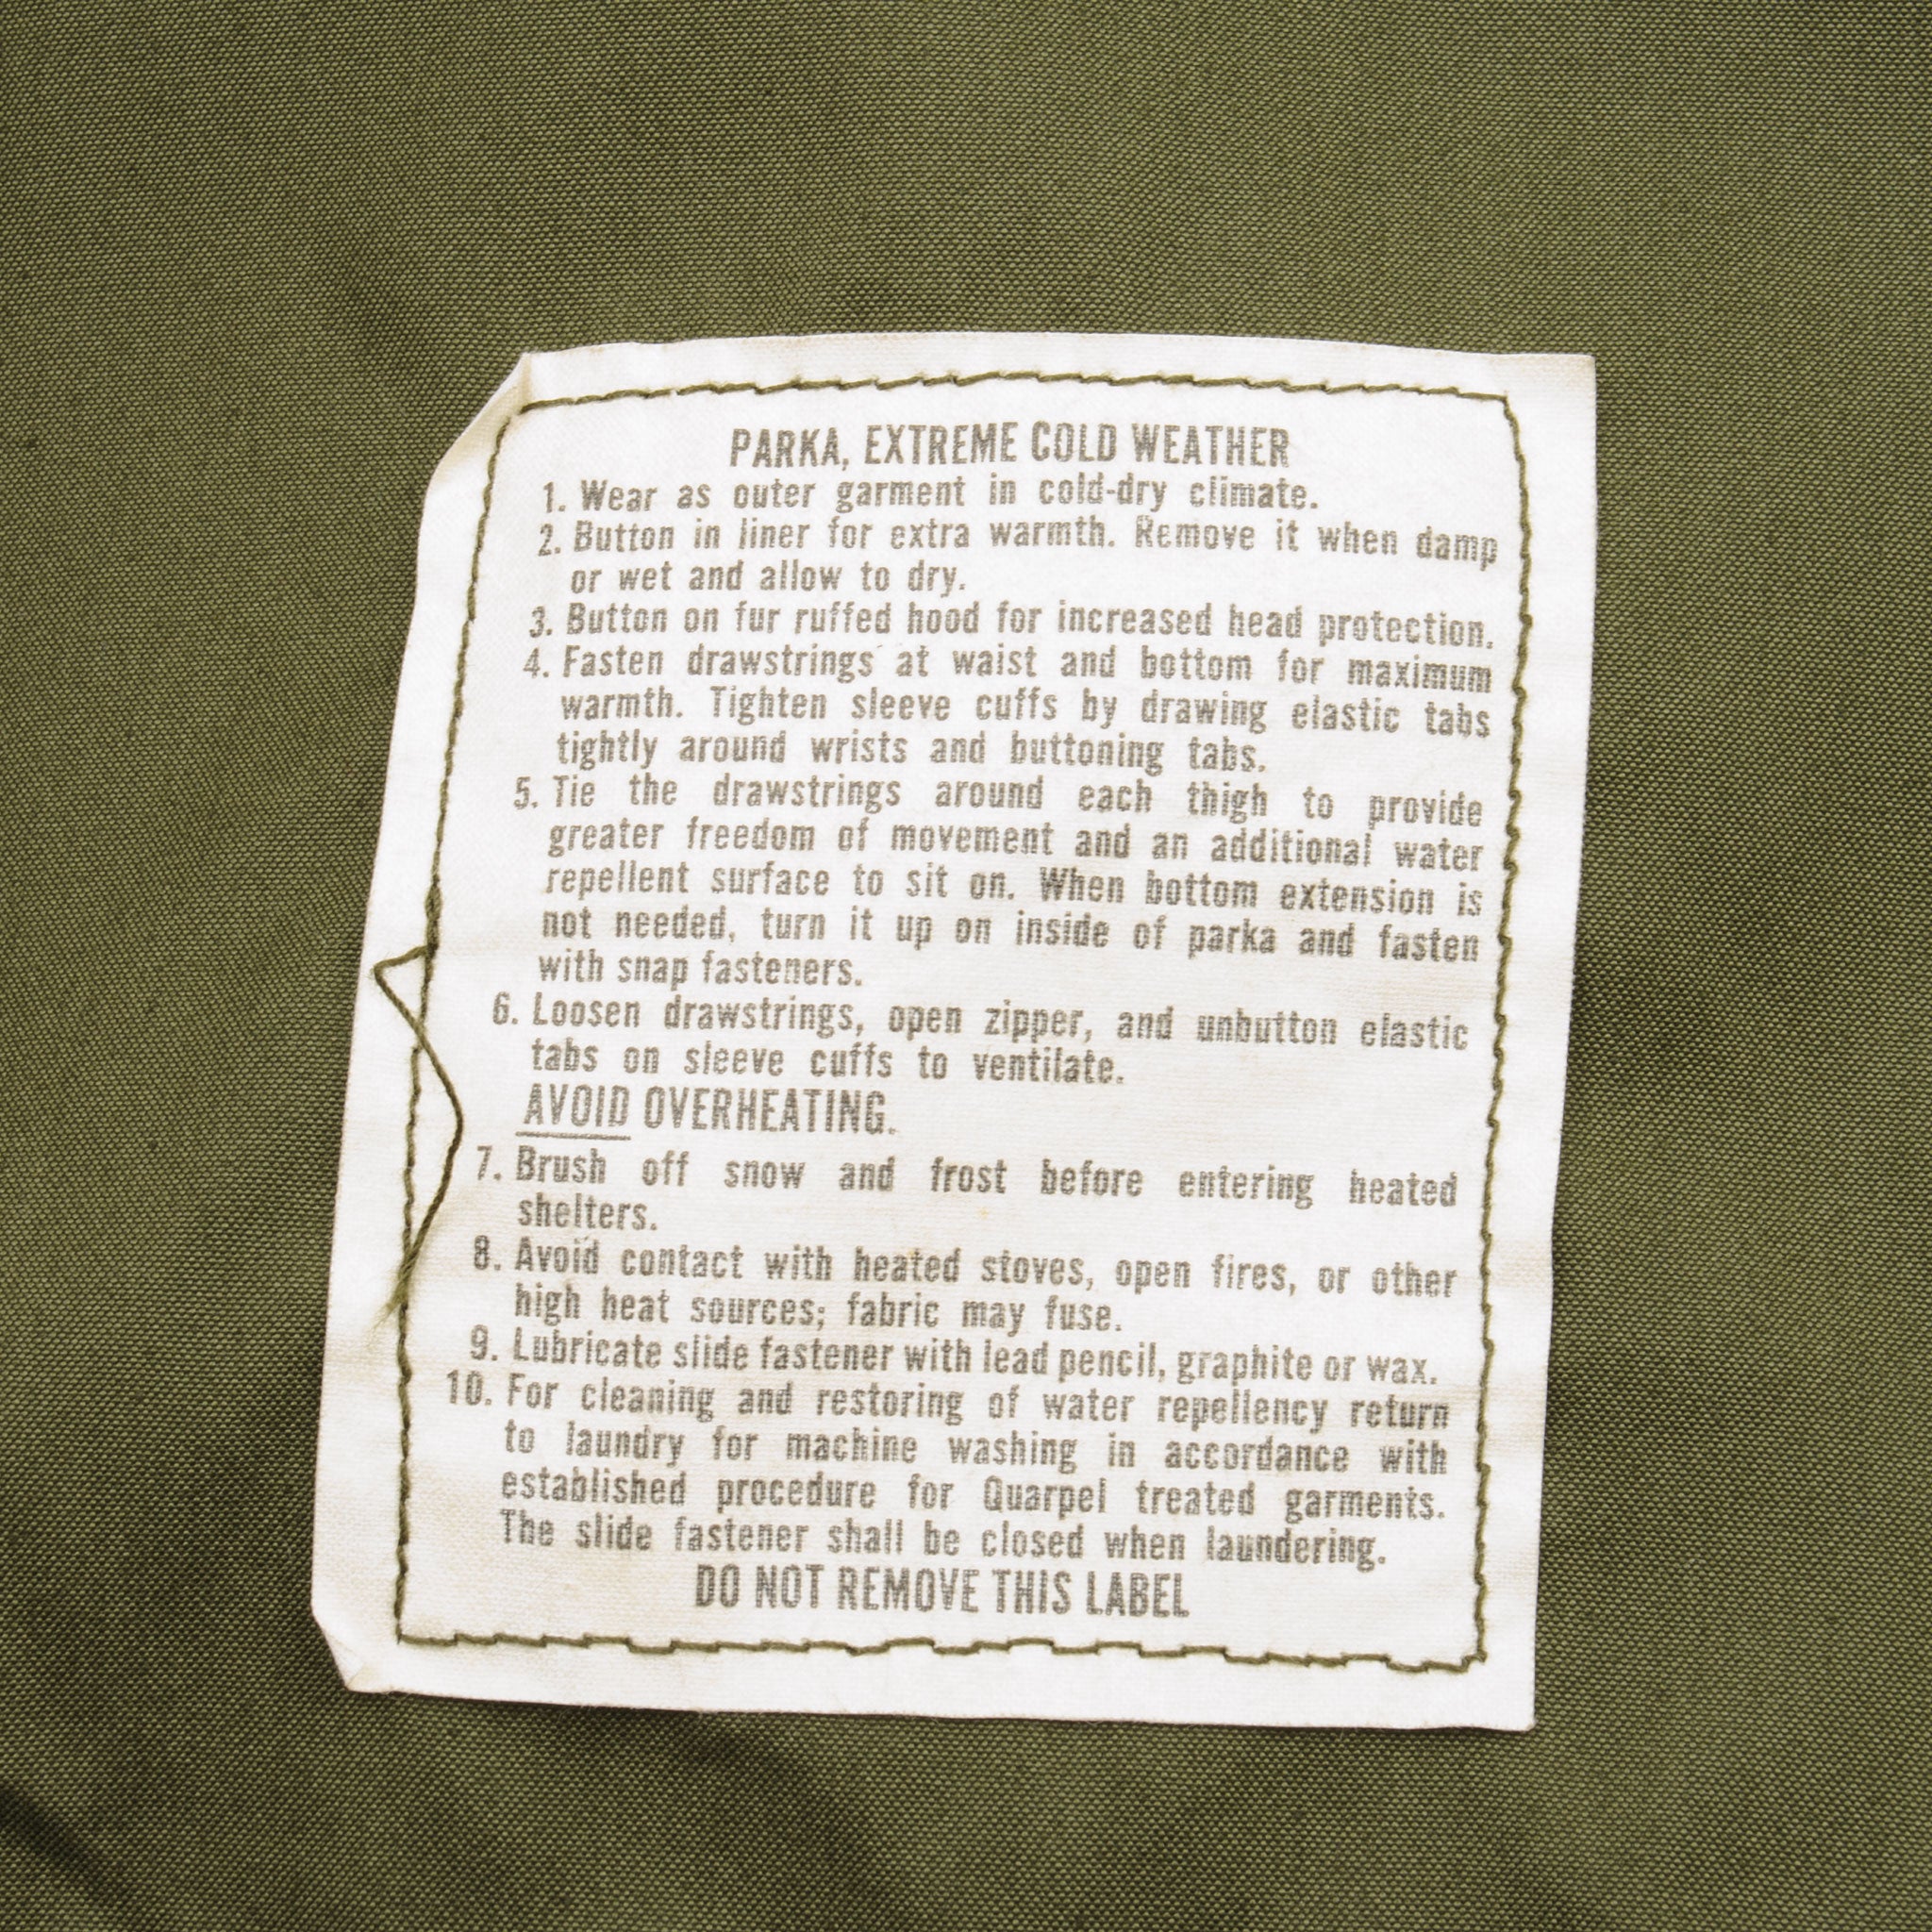 PARKA, EXTREME COLD WEATHER
1. Wear as outer garment in cold-dry climate.
2. Button in liner for extra warmth. Remove it when damp
or wet and allow to dry.
3. Button on fur ruffed hood for increased head protection.
4. Fasten drawstrings at waist and bottom for maximum
warmth. Tighten sleeve cuffs by drawing elastic tabs
tightly around wrists and buttoning tabs.
5. Tie the drawstrings around each thigh to provide
greater freedom of movement and an additional water
repellent surface to sit on. When bottom extension is
not needed, turn it up on inside of parka and fasten
with snap fasteners.
6. Loosen drawstrings, open zipper, and unbutton elastic
tabs on sleeve cuffs to ventilate.
AVOID OVERHEATING.
7. Brush off snow and frost before entering heated
shelters.
8. Avoid contact with heated stoves, open fires, or other
high heat sources; fabric may fuse.
9. Lubricate slide fastener with lead pencil, graphite or wax.
10. For cleaning and restoring of water repellency return
to laundry for machine washing in accordance with
established procedure for Quarpel treated garments.
The slide fastener shall be closed when laundering.
DO NOT REMOVE THIS LABEL